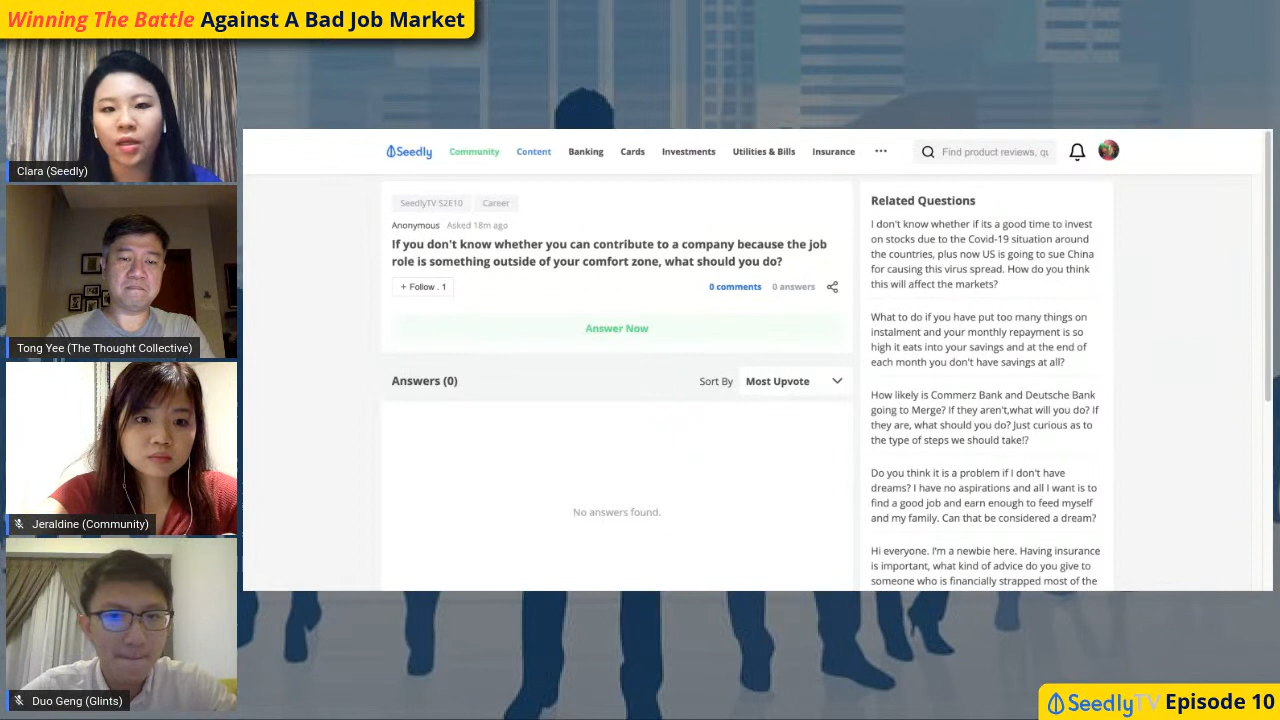 Winning The Battle Against A Bad Job Market
Clara (Seedly)
Tong Yee (The Thought Collective)
Jeraldine (Community)
Duo Geng (Glints)
Seedly
Community
Content
Banking
Cards
Investments
Utilities & Bills
Insurance
Find product reviews, qu
SeedlyTV S2E10
Career
Anonymous Asked 18m ago
If you don't know whether you can contribute to a company because the job
role is something outside of your comfort zone, what should you do?
+ Follow . 1
0 comments
0 answers
Answer Now
Answers (0)
Sort By
Most Upvote
No answers found.
Related Questions
I don't know whether if its a good time to invest
on stocks due to the Covid-19 situation around
the countries, plus now US is going to sue China
for causing this virus spread. How do you think
this will affect the markets?
What to do if you have put too many things on
instalment and your monthly repayment is so
high it eats into your savings and at the end of
each month you don't have savings at all?
How likely is Commerz Bank and Deutsche Bank
going to Merge? If they aren't,what will you do? If
they are, what should you do? Just curious as to
the type of steps we should take!?
Do you think it is a problem if I don't have
dreams? I have no aspirations and all I want is to
find a good job and earn enough to feed myself
and my family. Can that be considered a dream?
Hi everyone. I'm a newbie here. Having insurance
is important, what kind of advice do you give to
someone who is financially strapped most of the
SeedlyTV Episode 10